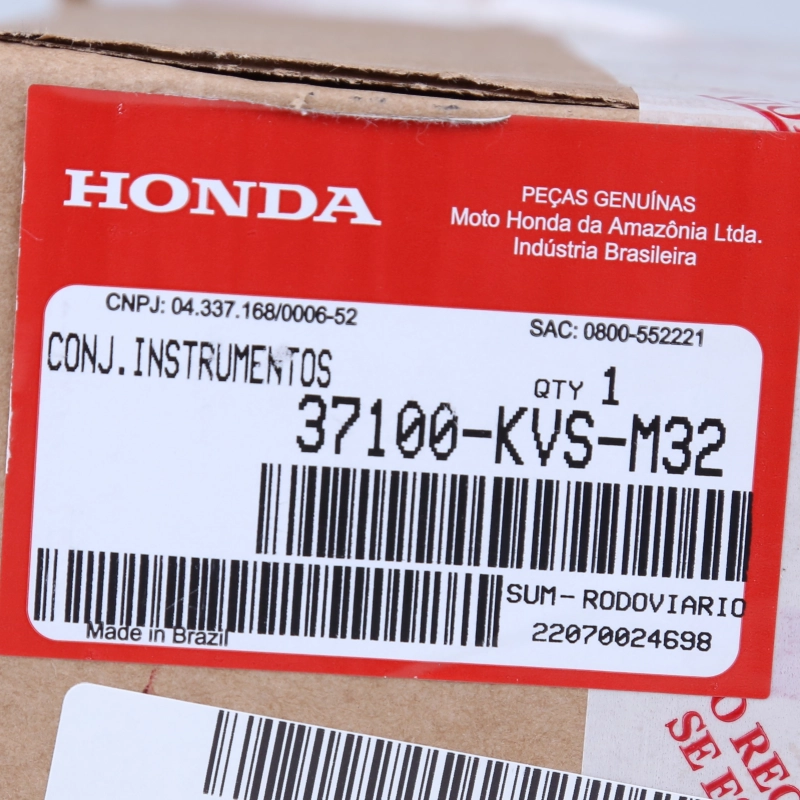 HONDA
PEÇAS GENUÍNAS
Moto Honda da Amazônia Ltda.
Indústria Brasileira
CNPJ: 04.337.168/0006-52
SAC: 0800-552221
CONJ.INSTRUMENTOS
QTY 1
37100-KVS-M32
SUM-RODOVIARIO
22070024698
Made in Brazil
SE